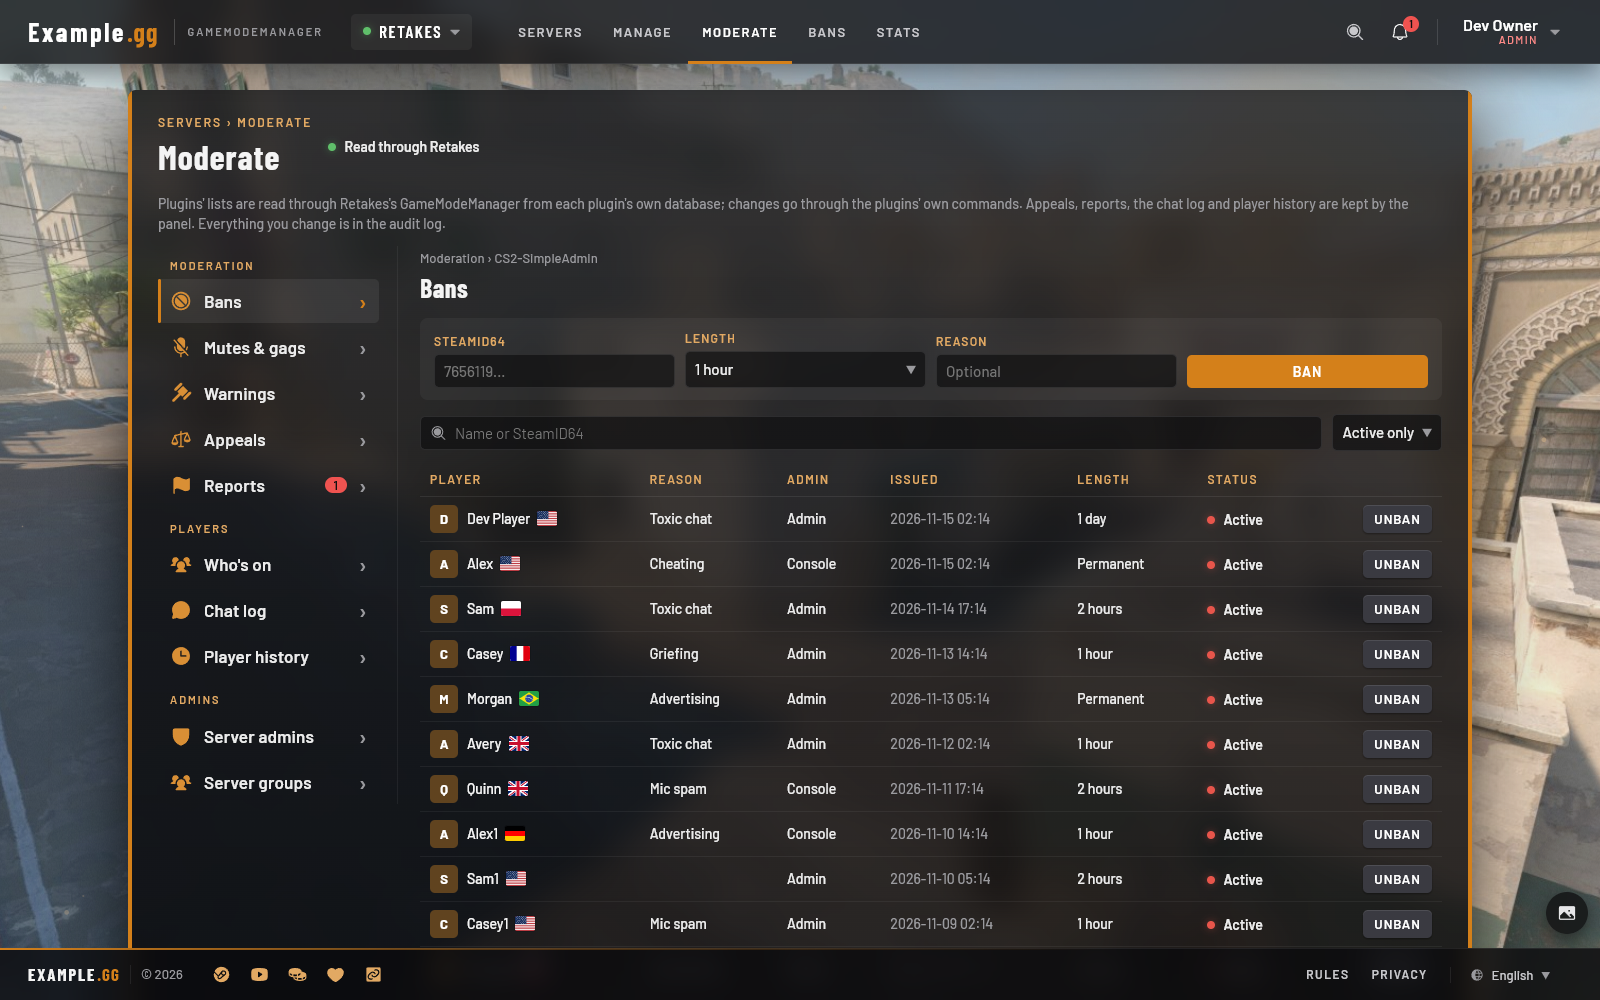 Example.gg
GAMEMODEMANAGER
RETAKES
SERVERS
MANAGE
MODERATE
BANS
STATS
1
Dev Owner
ADMIN
SERVERS › MODERATE
Moderate
Read through Retakes
Plugins' lists are read through Retakes's GameModeManager from each plugin's own database; changes go through the plugins' own commands. Appeals, reports, the chat log and player history are kept by the
panel. Everything you change is in the audit log.
MODERATION
Bans ›
Mutes & gags ›
Warnings ›
Appeals ›
Reports 1 ›
PLAYERS
Who's on ›
Chat log ›
Player history ›
ADMINS
Server admins ›
Server groups ›
Moderation › CS2-SimpleAdmin
Bans
STEAMID64 LENGTH REASON
7656119... 1 hour Optional BAN
Name or SteamID64 Active only
PLAYER REASON ADMIN ISSUED LENGTH STATUS
D Dev Player Toxic chat Admin 2026-11-15 02:14 1 day Active UNBAN
A Alex Cheating Console 2026-11-15 02:14 Permanent Active UNBAN
S Sam Toxic chat Admin 2026-11-14 17:14 2 hours Active UNBAN
C Casey Griefing Admin 2026-11-13 14:14 1 hour Active UNBAN
M Morgan Advertising Admin 2026-11-13 05:14 Permanent Active UNBAN
A Avery Toxic chat Admin 2026-11-12 02:14 1 hour Active UNBAN
Q Quinn Mic spam Console 2026-11-11 17:14 2 hours Active UNBAN
A Alex1 Advertising Console 2026-11-10 14:14 1 hour Active UNBAN
S Sam1 Admin 2026-11-10 05:14 2 hours Active UNBAN
C Casey1 Mic spam Admin 2026-11-09 02:14 1 hour Active UNBAN
EXAMPLE.GG © 2026
RULES PRIVACY English